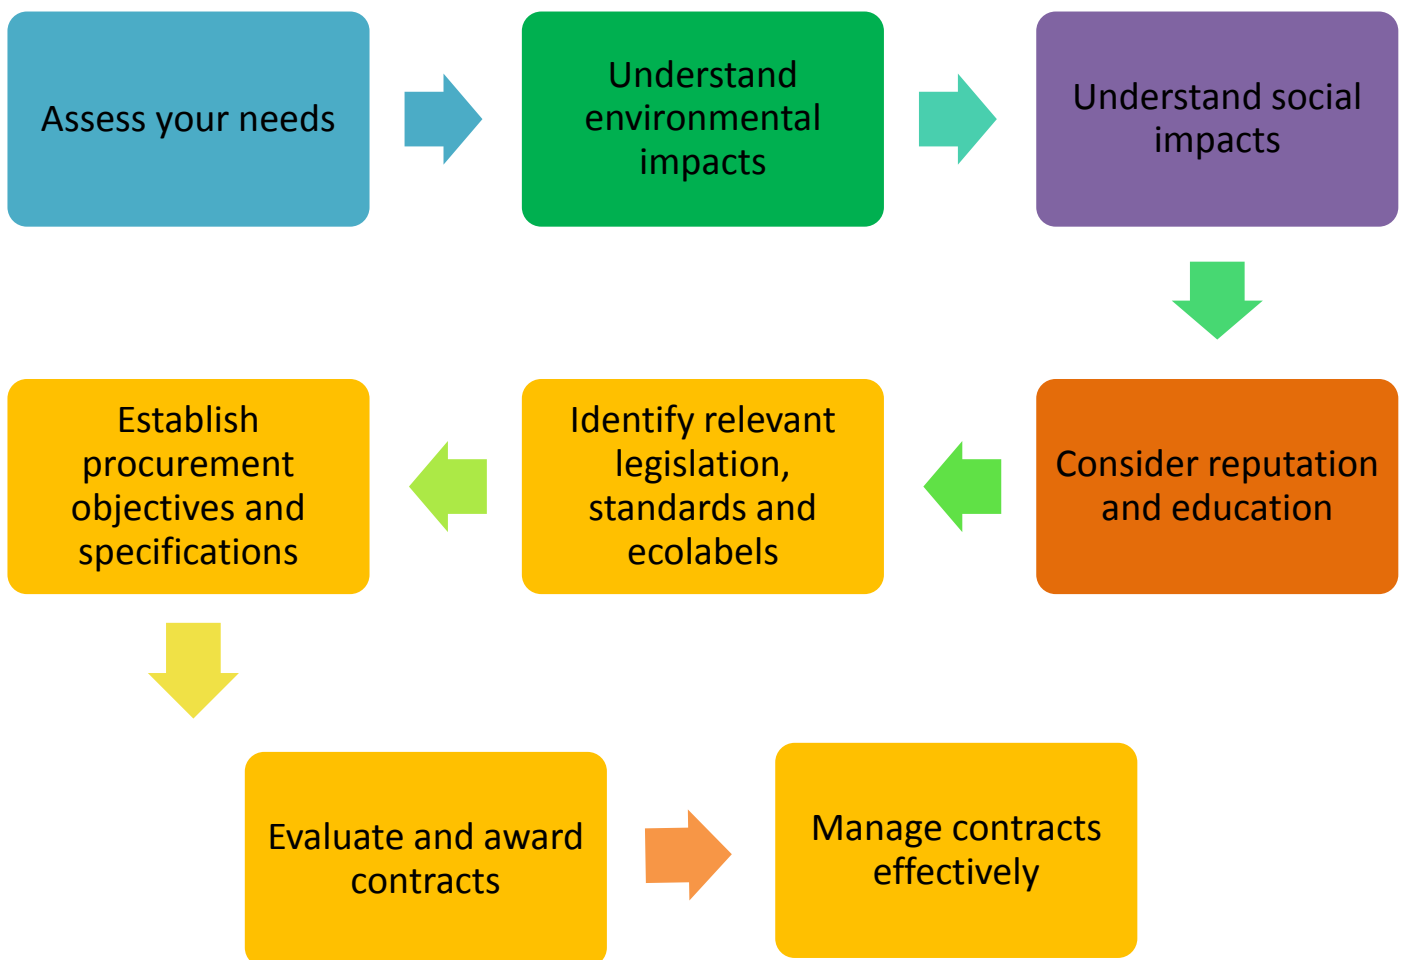 Assess your needs
Understand
environmental
impacts
Understand social
impacts
Consider reputation
and education
Identify relevant
legislation,
standards and
ecolabels
Establish
procurement
objectives and
specifications
Evaluate and award
contracts
Manage contracts
effectively